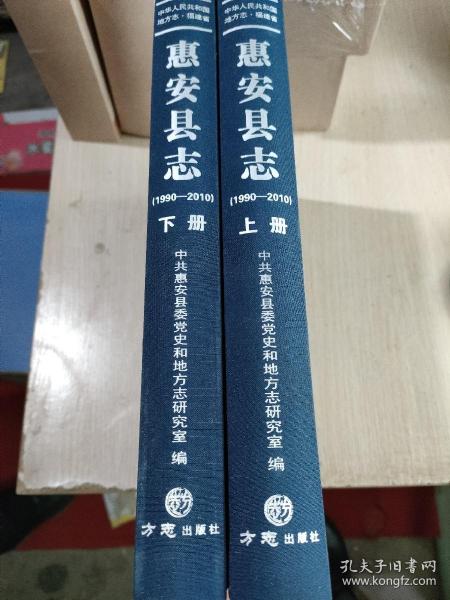 中华人民共和国
地方志·福建省
惠安县志
(1990—2010)
下册
中共惠安县委党史和地方志研究室 编
方志出版社
中华人民共和国
地方志·福建省
惠安县志
(1990—2010)
上册
中共惠安县委党史和地方志研究室 编
方志出版社
孔夫子旧书网
www.kongfz.com